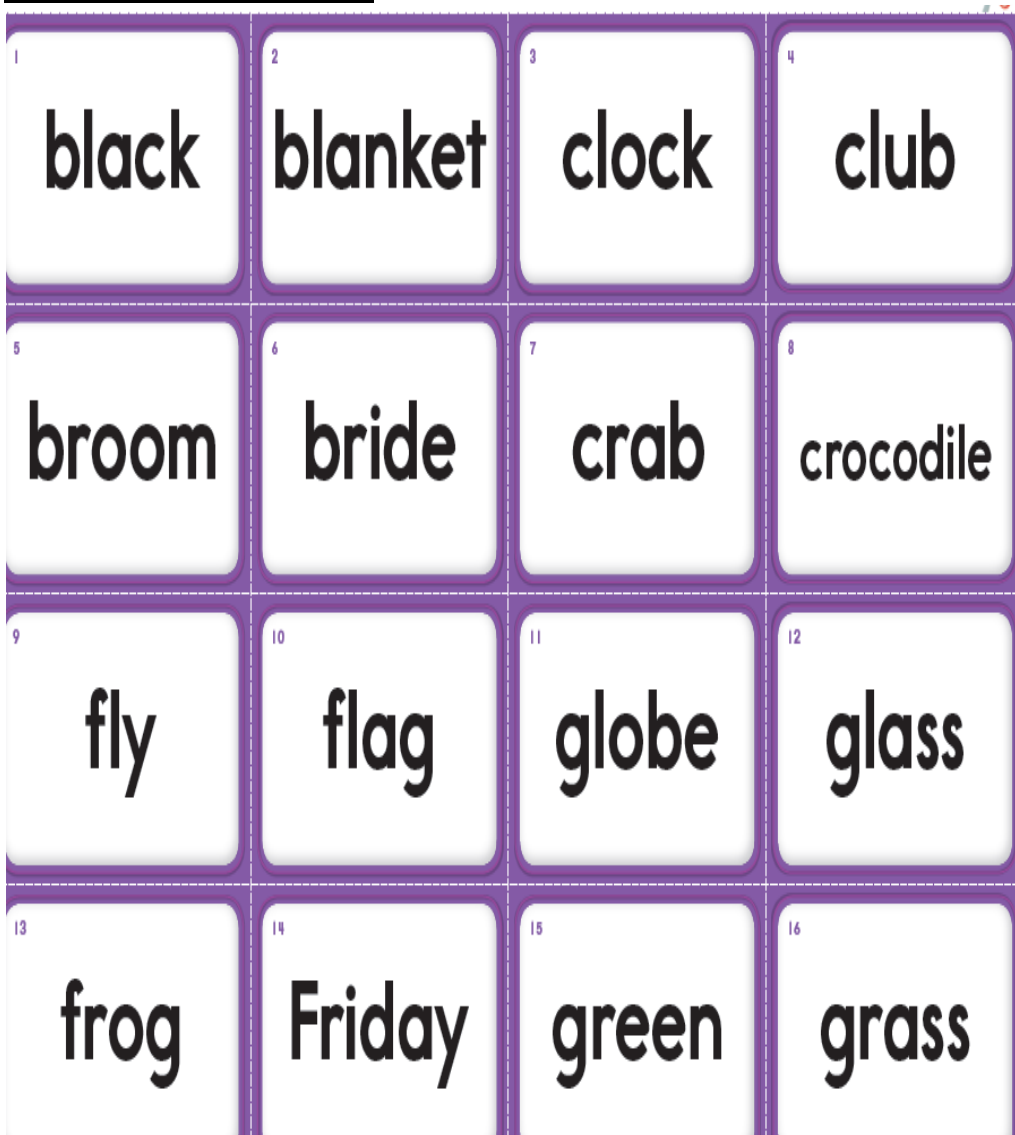 1
black
2
blanket
3
clock
4
club
5
broom
6
bride
7
crab
8
crocodile
9
fly
10
flag
11
globe
12
glass
13
frog
14
Friday
15
green
16
grass